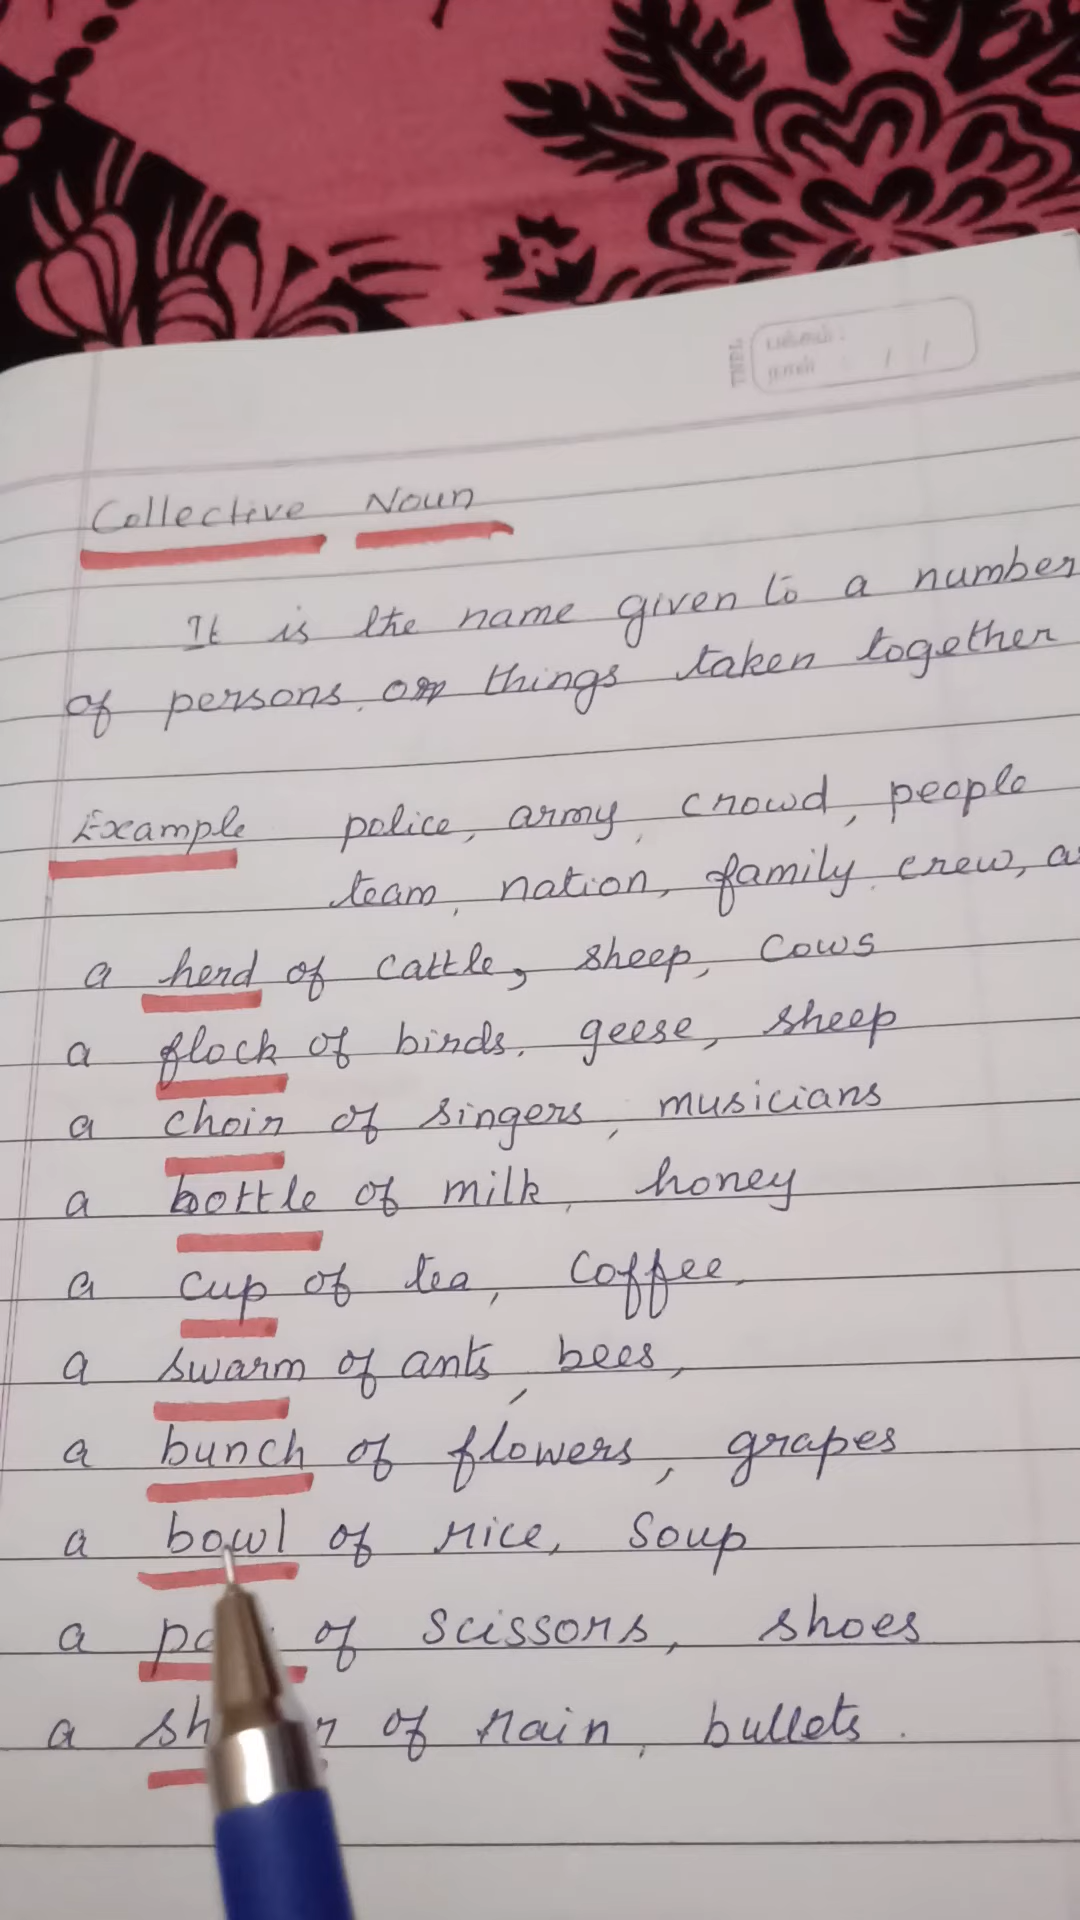 TNPL
பக்கம் :
நாள் : / /
Collective Noun
It is the name given to a number
of persons or things taken together
Example police, army, crowd, people
team, nation, family, crew,
a herd of cattle, sheep, cows
a flock of birds, geese, sheep
a choir of singers, musicians
a bottle of milk, honey
a cup of tea, coffee,
a swarm of ants, bees,
a bunch of flowers, grapes
a bowl of rice, soup
a of scissors, shoes
a of rain, bullets.